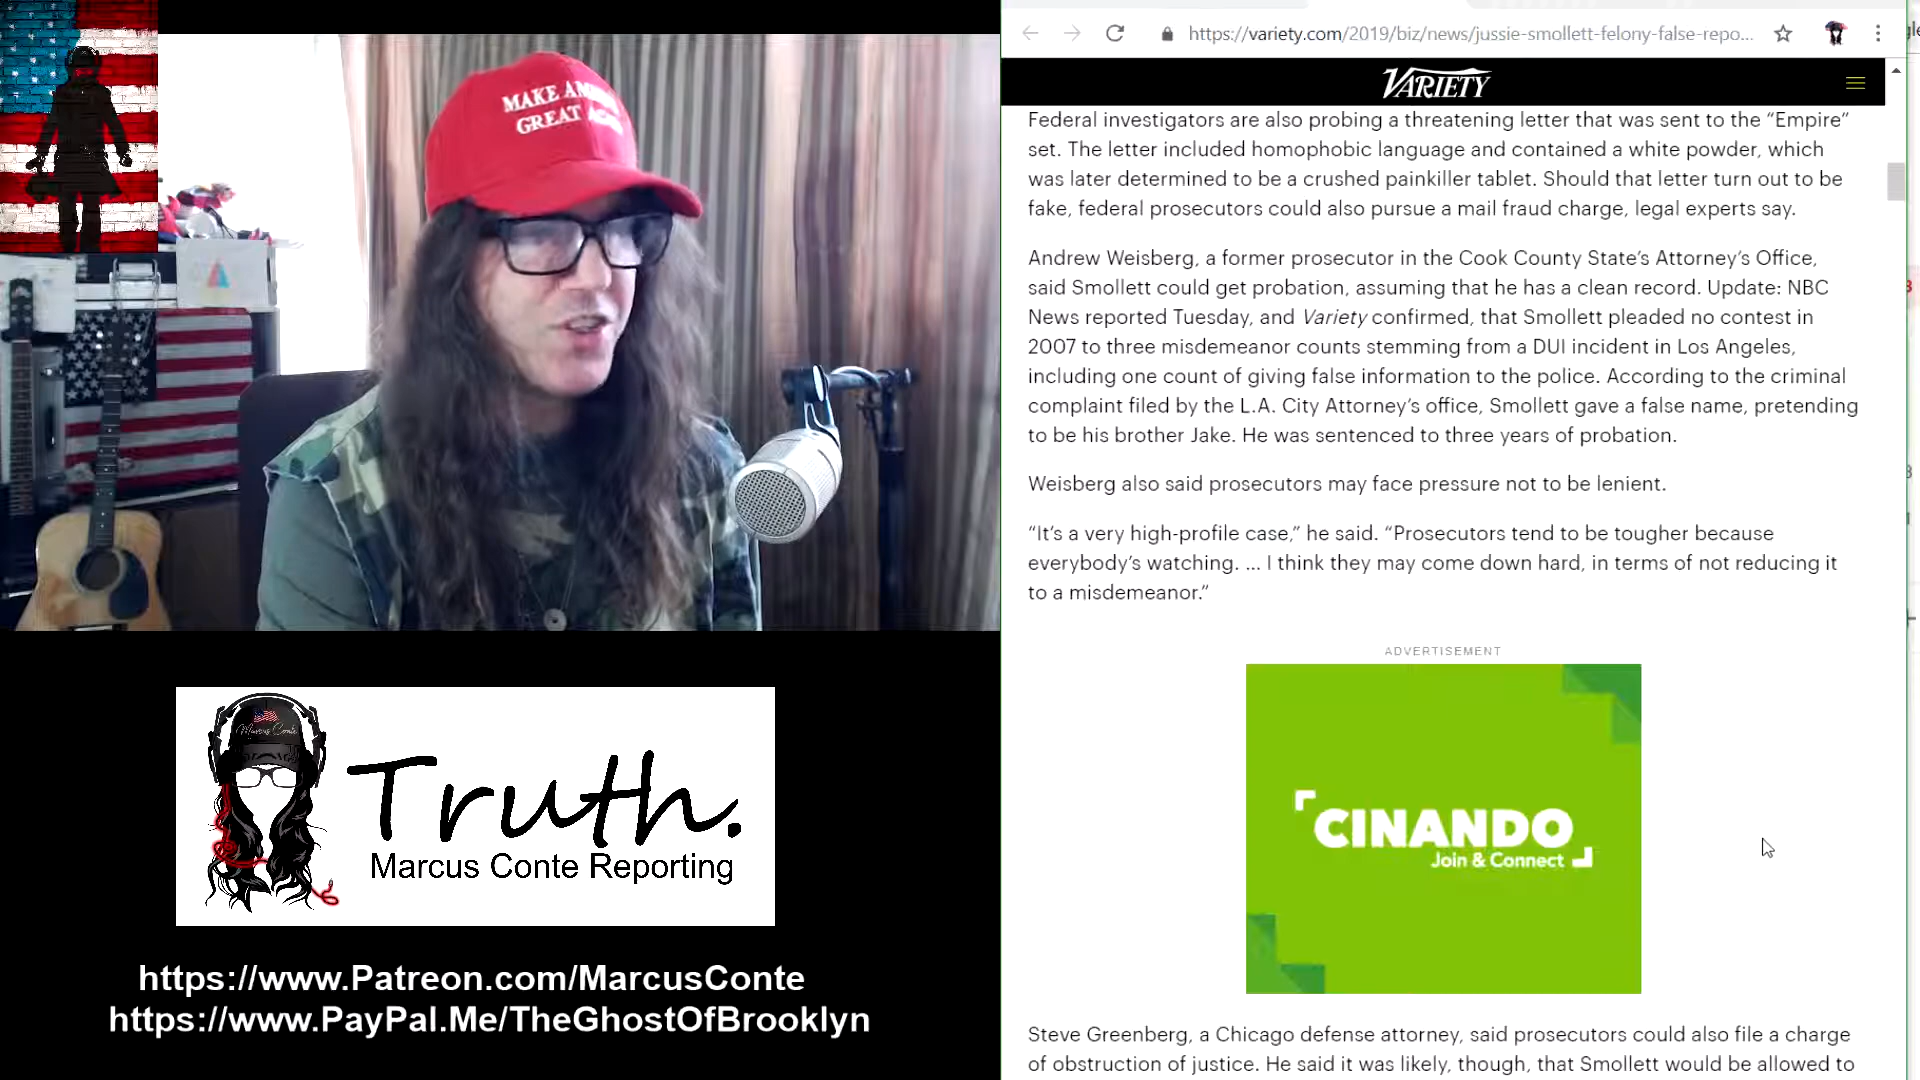 MAKE AMERICA
GREAT AGAIN
Marcus Conte
Truth.
Marcus Conte Reporting
https://www.Patreon.com/MarcusConte
https://www.PayPal.Me/TheGhostOfBrooklyn
https://variety.com/2019/biz/news/jussie-smollett-felony-false-repo...
VARIETY
Federal investigators are also probing a threatening letter that was sent to the “Empire”
set. The letter included homophobic language and contained a white powder, which
was later determined to be a crushed painkiller tablet. Should that letter turn out to be
fake, federal prosecutors could also pursue a mail fraud charge, legal experts say.
Andrew Weisberg, a former prosecutor in the Cook County State’s Attorney’s Office,
said Smollett could get probation, assuming that he has a clean record. Update: NBC
News reported Tuesday, and Variety confirmed, that Smollett pleaded no contest in
2007 to three misdemeanor counts stemming from a DUI incident in Los Angeles,
including one count of giving false information to the police. According to the criminal
complaint filed by the L.A. City Attorney’s office, Smollett gave a false name, pretending
to be his brother Jake. He was sentenced to three years of probation.
Weisberg also said prosecutors may face pressure not to be lenient.
“It’s a very high-profile case,” he said. “Prosecutors tend to be tougher because
everybody’s watching. … I think they may come down hard, in terms of not reducing it
to a misdemeanor.”
ADVERTISEMENT
CINANDO
Join & Connect
Steve Greenberg, a Chicago defense attorney, said prosecutors could also file a charge
of obstruction of justice. He said it was likely, though, that Smollett would be allowed to